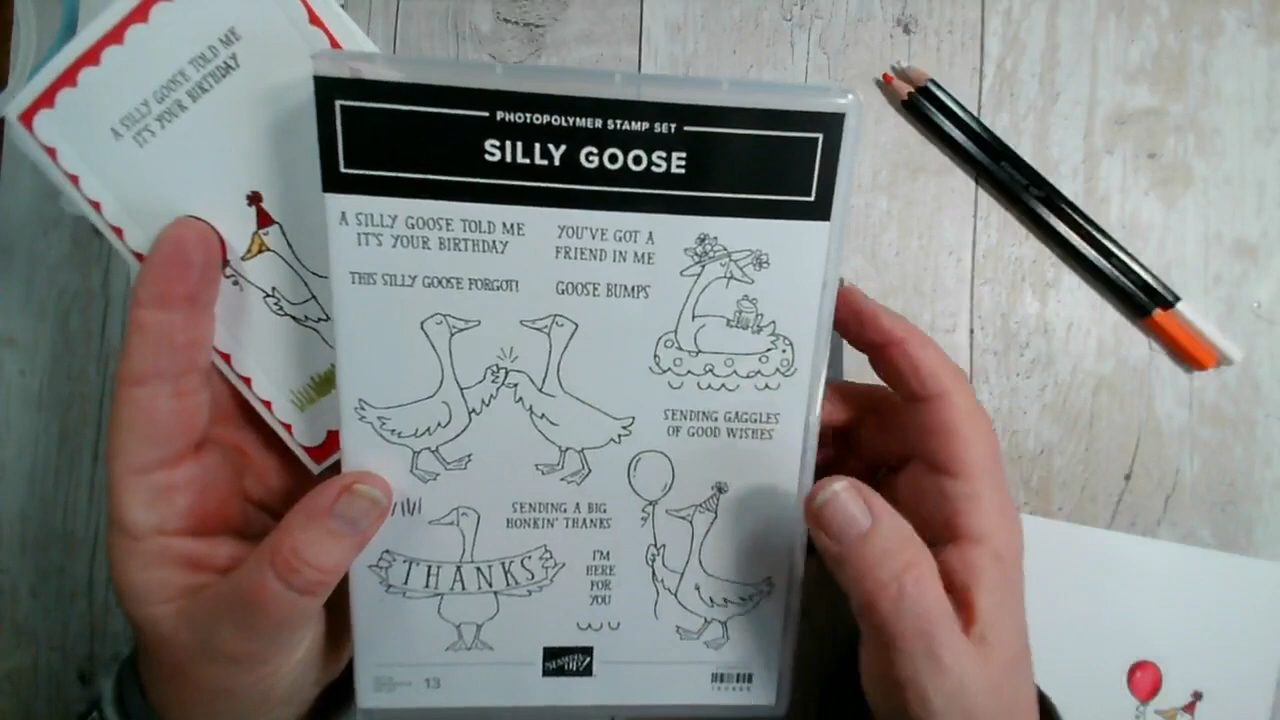 A SILLY GOOSE TOLD ME
IT'S YOUR BIRTHDAY
PHOTOPOLYMER STAMP SET
SILLY GOOSE
A SILLY GOOSE TOLD ME
IT'S YOUR BIRTHDAY
YOU'VE GOT A
FRIEND IN ME
THIS SILLY GOOSE FORGOT!
GOOSE BUMPS
SENDING GAGGLES
OF GOOD WISHES
SENDING A BIG
HONKIN' THANKS
THANKS
I'M
HERE
FOR
YOU
STAMPIN' UP!
13